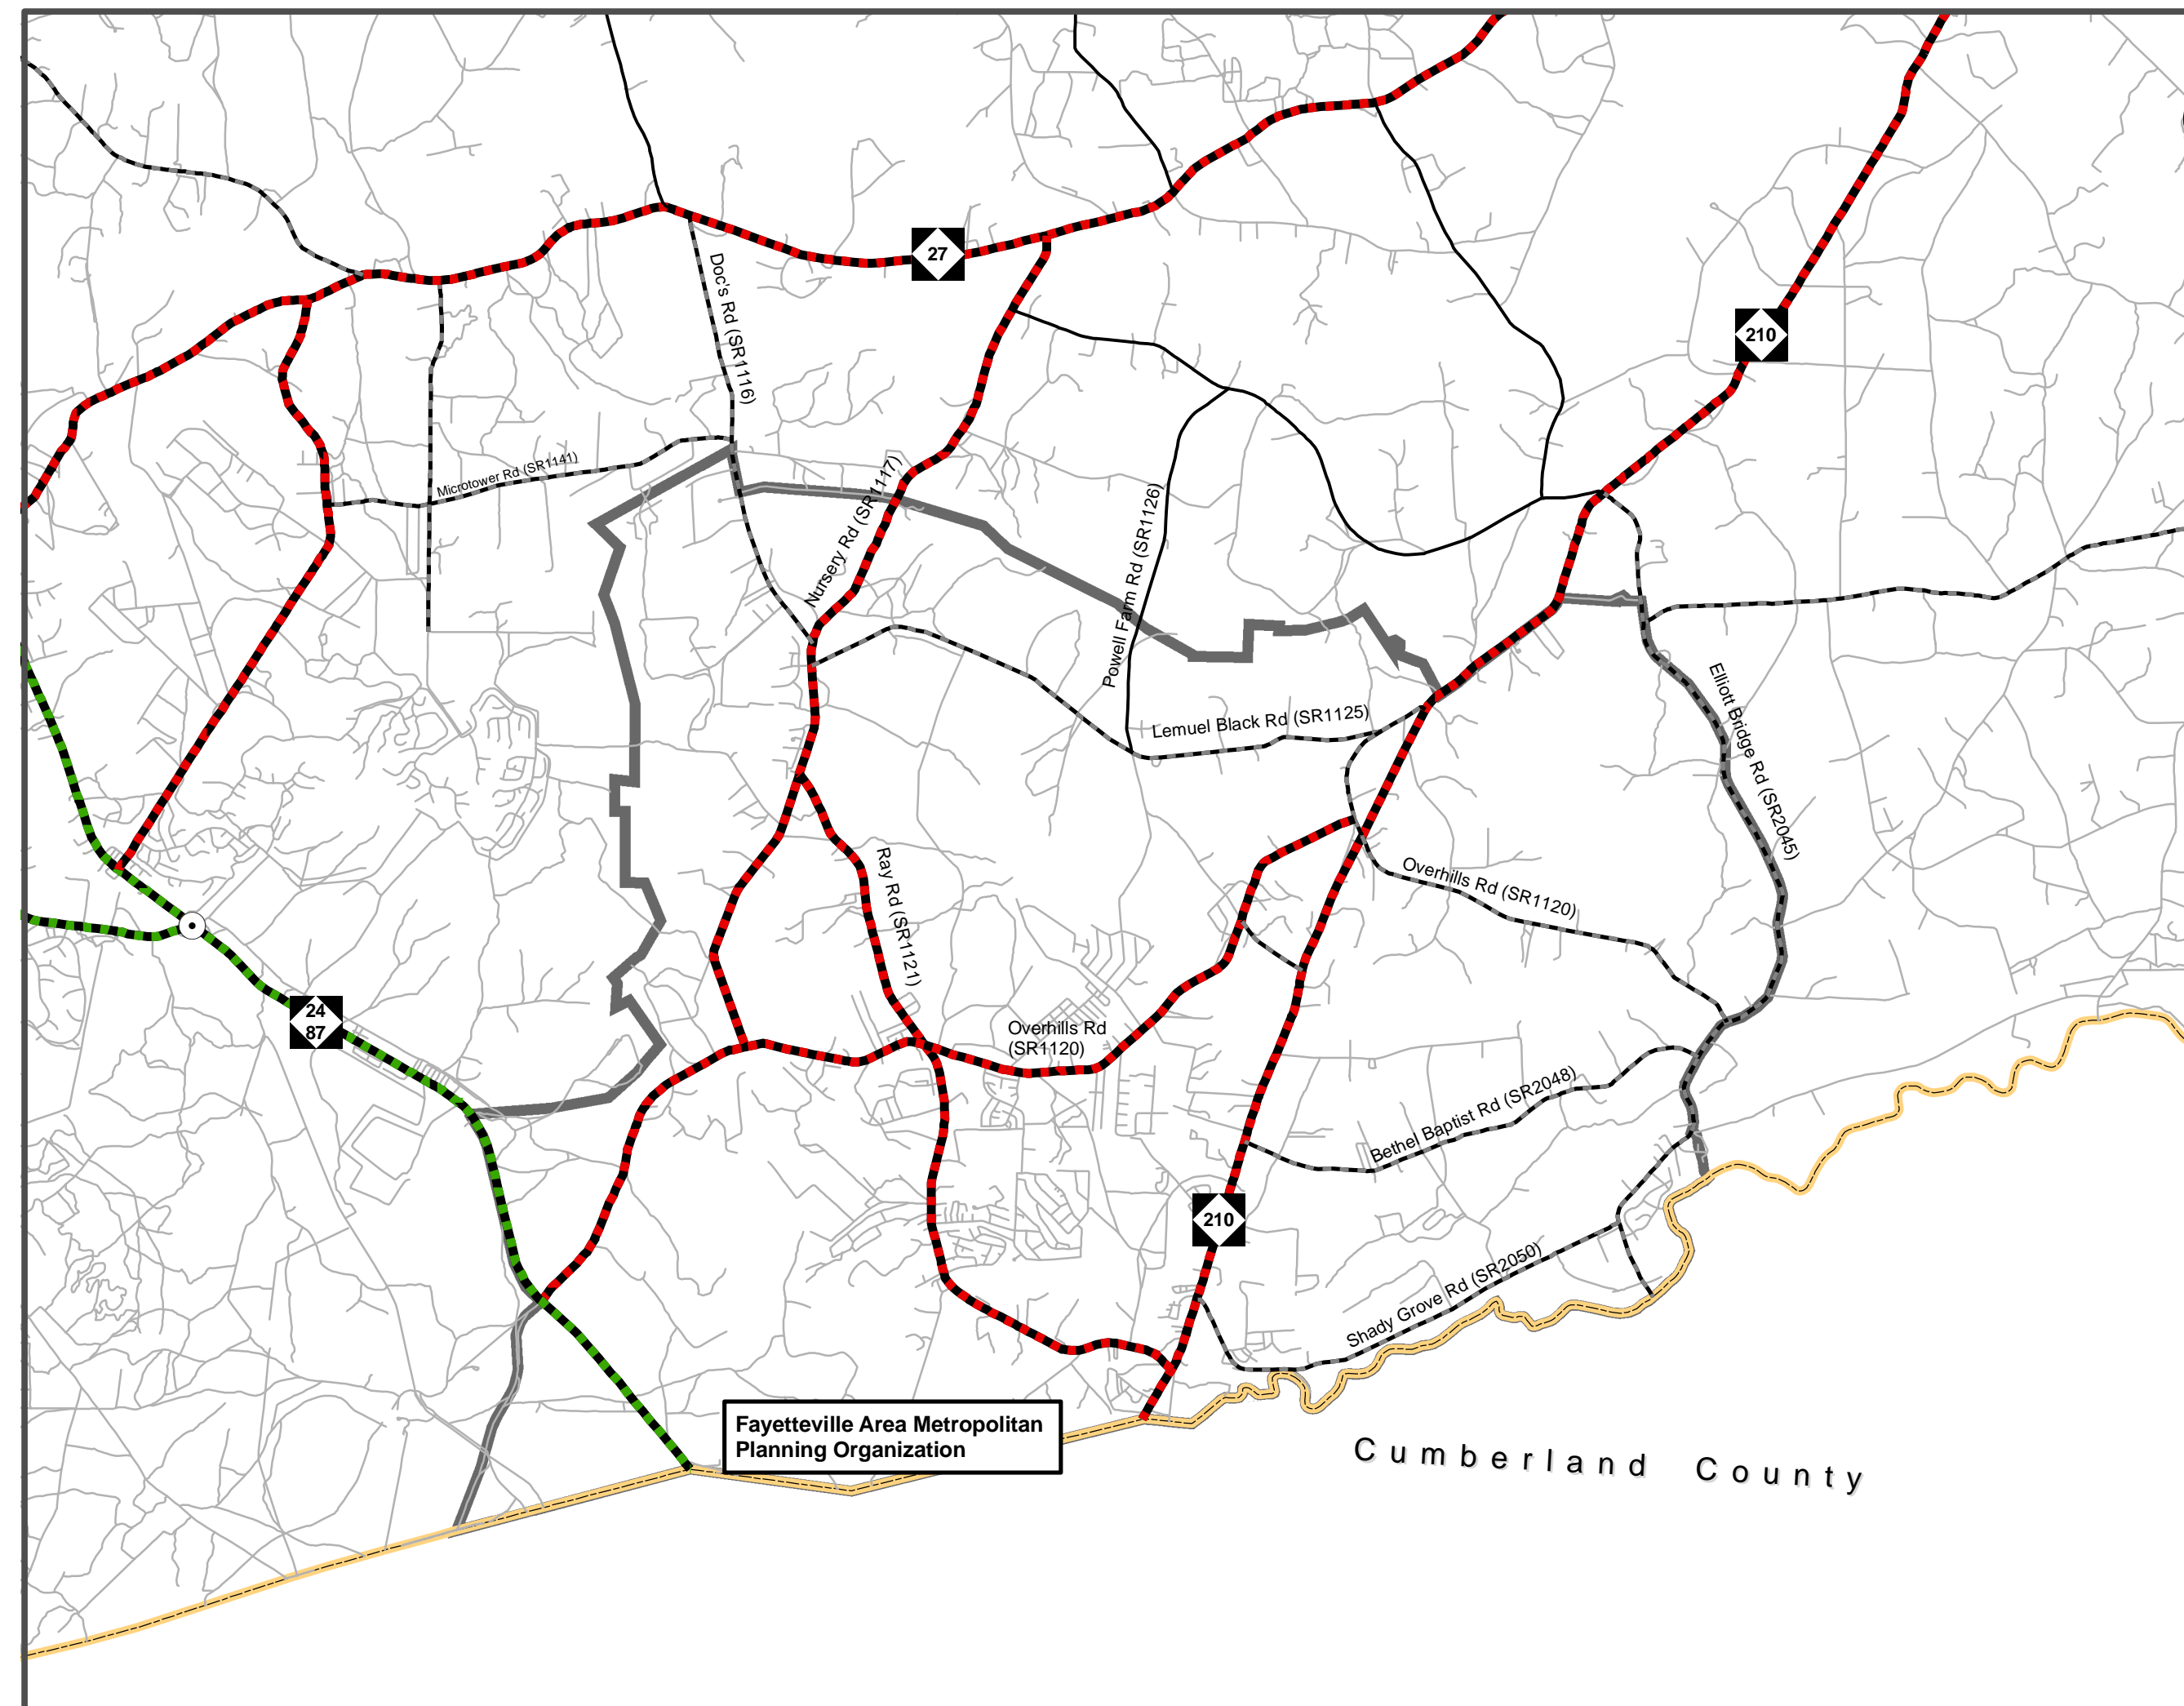 27
Doc's Rd (SR1116)
210
Microtower Rd (SR1141)
Nursery Rd (SR1117)
Powell Farm Rd (SR1126)
Lemuel Black Rd (SR1125)
Elliott Bridge Rd (SR2045)
Ray Rd (SR1121)
Overhills Rd (SR1120)
24
87
Overhills Rd
(SR1120)
Bethel Baptist Rd (SR2048)
210
Shady Grove Rd (SR2050)
Fayetteville Area Metropolitan
Planning Organization
Cumberland County